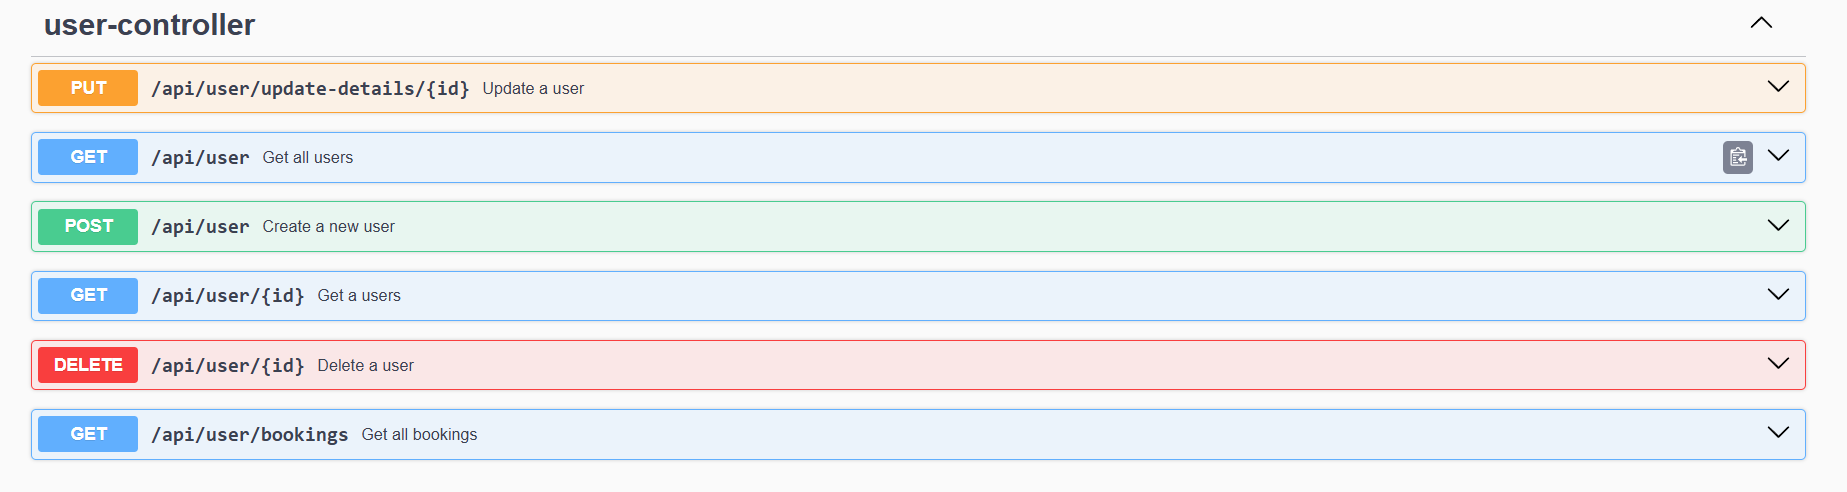 user-controller
PUT /api/user/update-details/{id} Update a user
GET /api/user Get all users
POST /api/user Create a new user
GET /api/user/{id} Get a users
DELETE /api/user/{id} Delete a user
GET /api/user/bookings Get all bookings